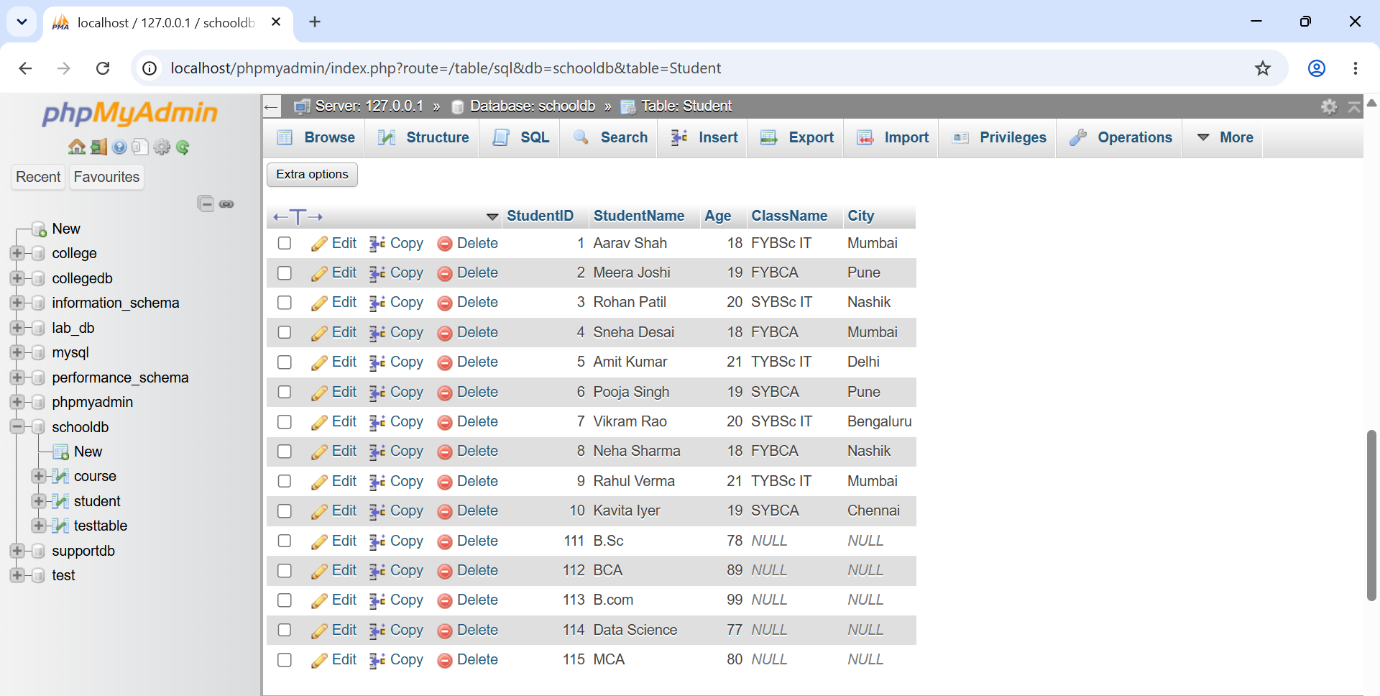 localhost / 127.0.0.1 / schooldb
localhost/phpmyadmin/index.php?route=/table/sql&db=schooldb&table=Student
phpMyAdmin
Recent Favourites
New
college
collegedb
information_schema
lab_db
mysql
performance_schema
phpmyadmin
schooldb
New
course
student
testtable
supportdb
test
Server: 127.0.0.1 » Database: schooldb » Table: Student
Browse Structure SQL Search Insert Export Import Privileges Operations More
Extra options
StudentID StudentName Age ClassName City
Edit Copy Delete 1 Aarav Shah 18 FYBSc IT Mumbai
Edit Copy Delete 2 Meera Joshi 19 FYBCA Pune
Edit Copy Delete 3 Rohan Patil 20 SYBSc IT Nashik
Edit Copy Delete 4 Sneha Desai 18 FYBCA Mumbai
Edit Copy Delete 5 Amit Kumar 21 TYBSc IT Delhi
Edit Copy Delete 6 Pooja Singh 19 SYBCA Pune
Edit Copy Delete 7 Vikram Rao 20 SYBSc IT Bengaluru
Edit Copy Delete 8 Neha Sharma 18 FYBCA Nashik
Edit Copy Delete 9 Rahul Verma 21 TYBSc IT Mumbai
Edit Copy Delete 10 Kavita Iyer 19 SYBCA Chennai
Edit Copy Delete 111 B.Sc 78 NULL NULL
Edit Copy Delete 112 BCA 89 NULL NULL
Edit Copy Delete 113 B.com 99 NULL NULL
Edit Copy Delete 114 Data Science 77 NULL NULL
Edit Copy Delete 115 MCA 80 NULL NULL